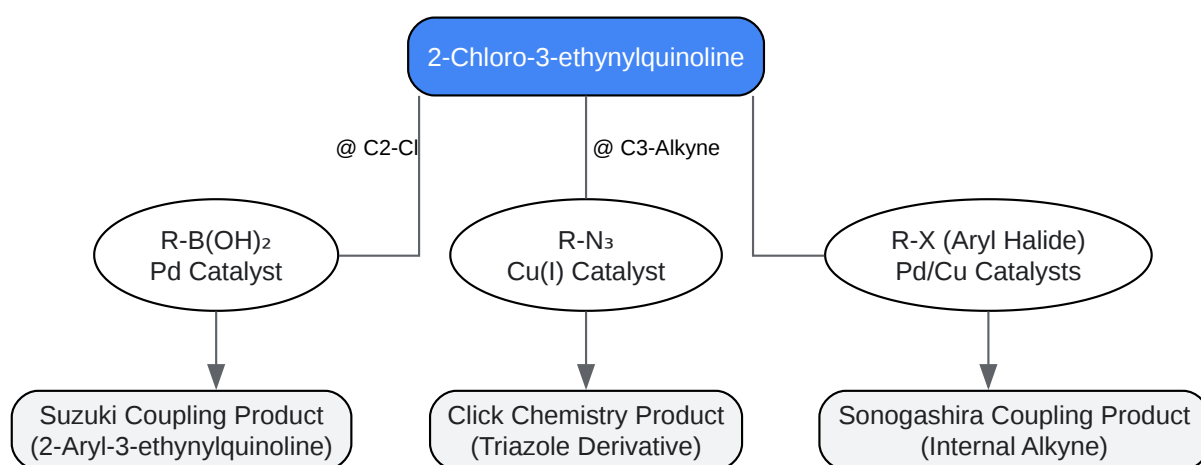 2-Chloro-3-ethynylquinoline
@ C2-Cl
@ C3-Alkyne
R-B(OH)₂
Pd Catalyst
R-N₃
Cu(I) Catalyst
R-X (Aryl Halide)
Pd/Cu Catalysts
Suzuki Coupling Product
(2-Aryl-3-ethynylquinoline)
Click Chemistry Product
(Triazole Derivative)
Sonogashira Coupling Product
(Internal Alkyne)